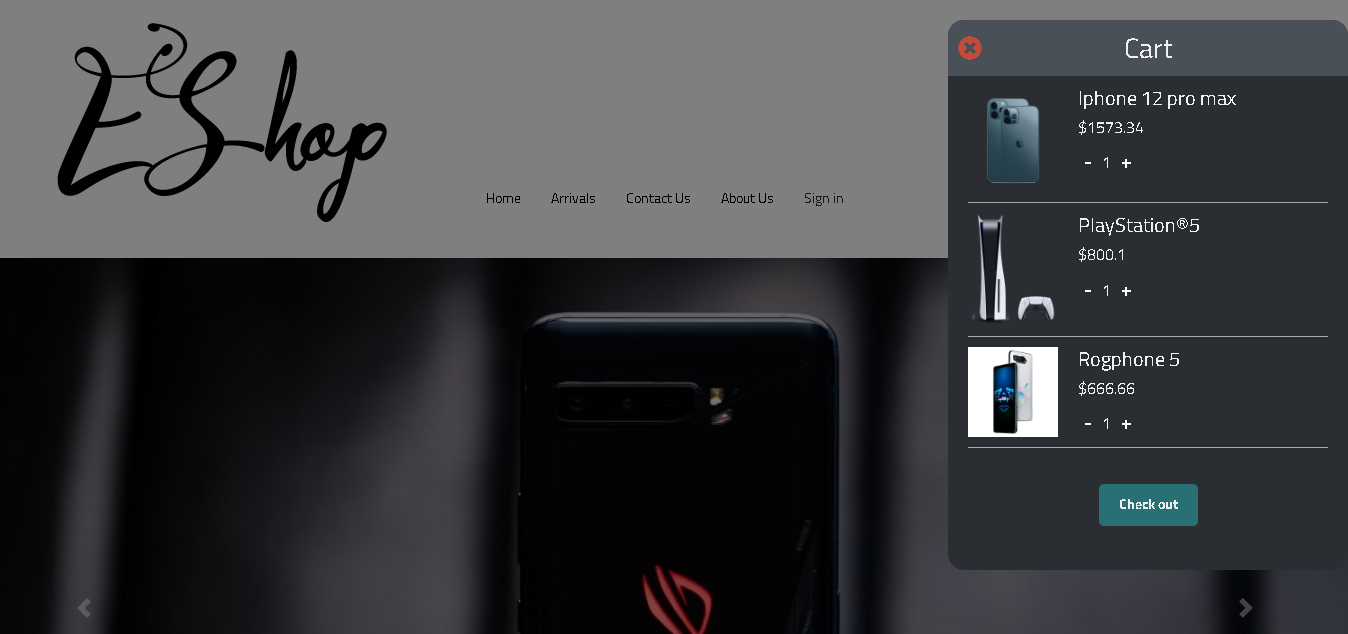 EShop
Home Arrivals Contact Us About Us Sign in
Cart
Iphone 12 pro max
$1573.34
- 1 +
PlayStation®5
$800.1
- 1 +
Rogphone 5
$666.66
- 1 +
Check out